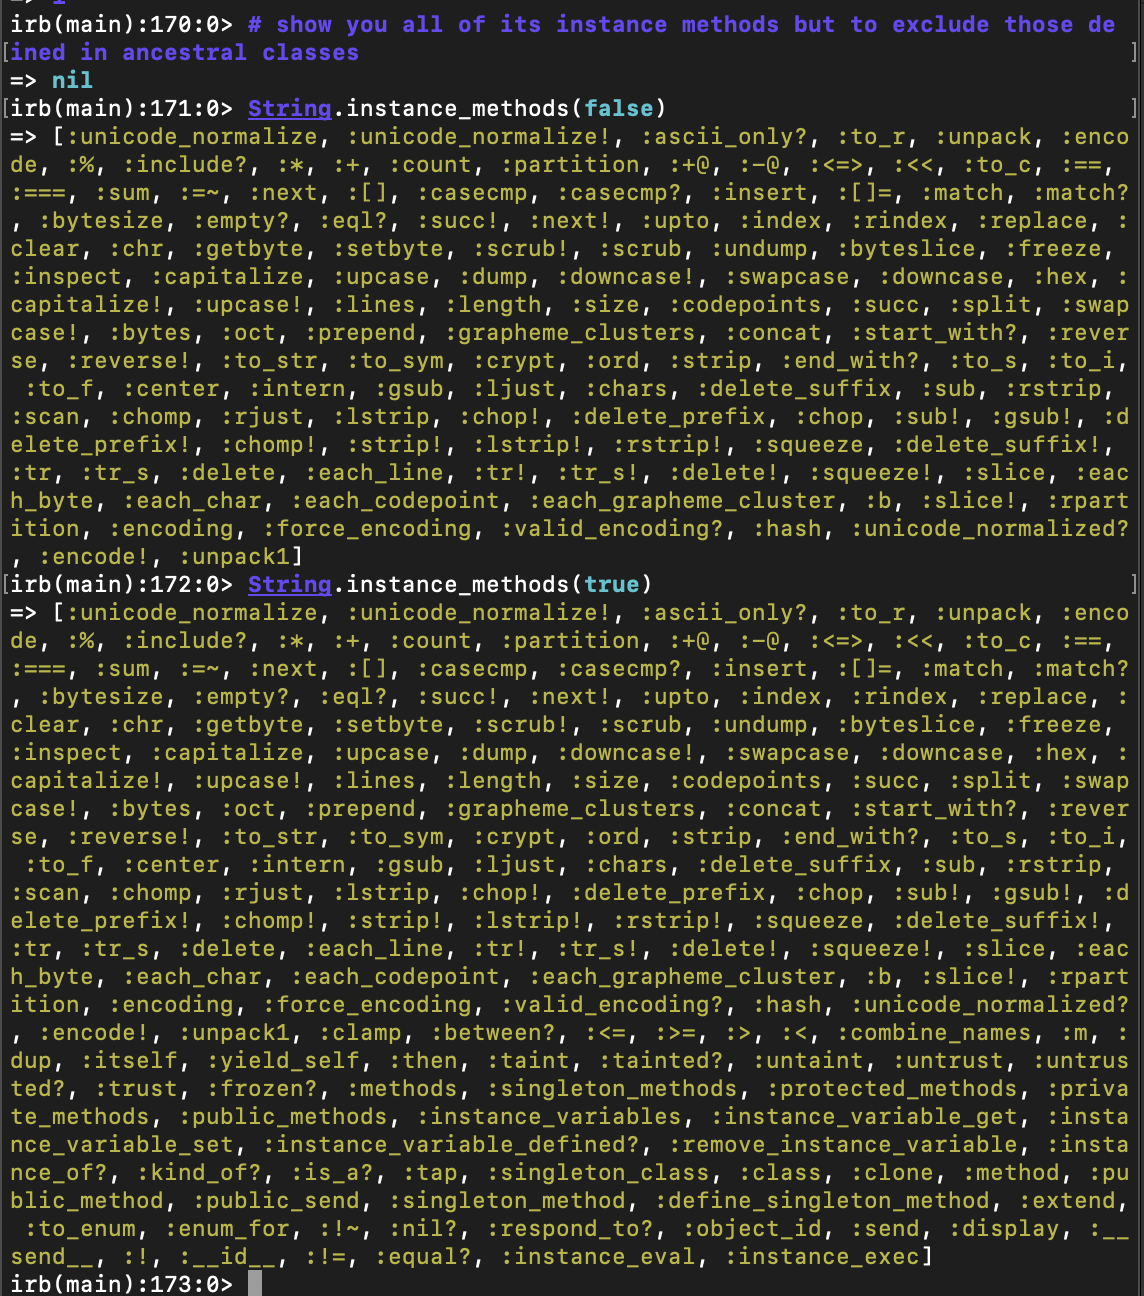 irb(main):170:0> # show you all of its instance methods but to exclude those de
[ined in ancestral classes ]
=> nil
[irb(main):171:0> String.instance_methods(false) ]
=> [:unicode_normalize, :unicode_normalize!, :ascii_only?, :to_r, :unpack, :enco
de, :%, :include?, :*, :+, :count, :partition, :+@, :-@, :<=>, :<<, :to_c, :==,
:===, :sum, :=~, :next, :[], :casecmp, :casecmp?, :insert, :[]=, :match, :match?
, :bytesize, :empty?, :eql?, :succ!, :next!, :upto, :index, :rindex, :replace, :
clear, :chr, :getbyte, :setbyte, :scrub!, :scrub, :undump, :byteslice, :freeze,
:inspect, :capitalize, :upcase, :dump, :downcase!, :swapcase, :downcase, :hex, :
capitalize!, :upcase!, :lines, :length, :size, :codepoints, :succ, :split, :swap
case!, :bytes, :oct, :prepend, :grapheme_clusters, :concat, :start_with?, :rever
se, :reverse!, :to_str, :to_sym, :crypt, :ord, :strip, :end_with?, :to_s, :to_i,
 :to_f, :center, :intern, :gsub, :ljust, :chars, :delete_suffix, :sub, :rstrip,
:scan, :chomp, :rjust, :lstrip, :chop!, :delete_prefix, :chop, :sub!, :gsub!, :d
elete_prefix!, :chomp!, :strip!, :lstrip!, :rstrip!, :squeeze, :delete_suffix!,
:tr, :tr_s, :delete, :each_line, :tr!, :tr_s!, :delete!, :squeeze!, :slice, :eac
h_byte, :each_char, :each_codepoint, :each_grapheme_cluster, :b, :slice!, :rpart
ition, :encoding, :force_encoding, :valid_encoding?, :hash, :unicode_normalized?
, :encode!, :unpack1]
[irb(main):172:0> String.instance_methods(true) ]
=> [:unicode_normalize, :unicode_normalize!, :ascii_only?, :to_r, :unpack, :enco
de, :%, :include?, :*, :+, :count, :partition, :+@, :-@, :<=>, :<<, :to_c, :==,
:===, :sum, :=~, :next, :[], :casecmp, :casecmp?, :insert, :[]=, :match, :match?
, :bytesize, :empty?, :eql?, :succ!, :next!, :upto, :index, :rindex, :replace, :
clear, :chr, :getbyte, :setbyte, :scrub!, :scrub, :undump, :byteslice, :freeze,
:inspect, :capitalize, :upcase, :dump, :downcase!, :swapcase, :downcase, :hex, :
capitalize!, :upcase!, :lines, :length, :size, :codepoints, :succ, :split, :swap
case!, :bytes, :oct, :prepend, :grapheme_clusters, :concat, :start_with?, :rever
se, :reverse!, :to_str, :to_sym, :crypt, :ord, :strip, :end_with?, :to_s, :to_i,
 :to_f, :center, :intern, :gsub, :ljust, :chars, :delete_suffix, :sub, :rstrip,
:scan, :chomp, :rjust, :lstrip, :chop!, :delete_prefix, :chop, :sub!, :gsub!, :d
elete_prefix!, :chomp!, :strip!, :lstrip!, :rstrip!, :squeeze, :delete_suffix!,
:tr, :tr_s, :delete, :each_line, :tr!, :tr_s!, :delete!, :squeeze!, :slice, :eac
h_byte, :each_char, :each_codepoint, :each_grapheme_cluster, :b, :slice!, :rpart
ition, :encoding, :force_encoding, :valid_encoding?, :hash, :unicode_normalized?
, :encode!, :unpack1, :clamp, :between?, :<=, :>=, :>, :<, :combine_names, :m, :
dup, :itself, :yield_self, :then, :taint, :tainted?, :untaint, :untrust, :untrus
ted?, :trust, :frozen?, :methods, :singleton_methods, :protected_methods, :priva
te_methods, :public_methods, :instance_variables, :instance_variable_get, :insta
nce_variable_set, :instance_variable_defined?, :remove_instance_variable, :insta
nce_of?, :kind_of?, :is_a?, :tap, :singleton_class, :class, :clone, :method, :pu
blic_method, :public_send, :singleton_method, :define_singleton_method, :extend,
 :to_enum, :enum_for, :!~, :nil?, :respond_to?, :object_id, :send, :display, :__
send__, :!, :__id__, :!=, :equal?, :instance_eval, :instance_exec]
irb(main):173:0>